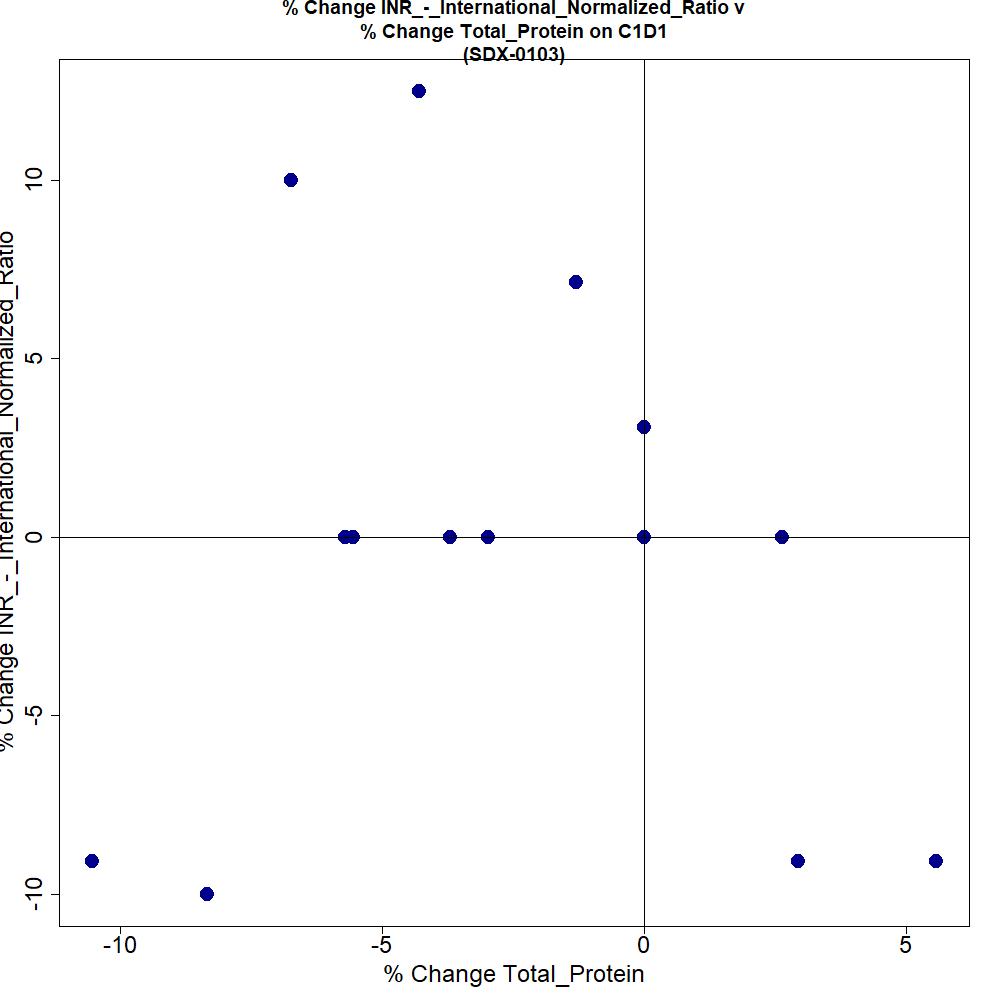 % Change INR_-_International_Normalized_Ratio v
% Change Total_Protein on C1D1
(SDX-0103)
% Change INR_-_International_Normalized_Ratio
10
5
0
-5
-10
-10
-5
0
5
% Change Total_Protein